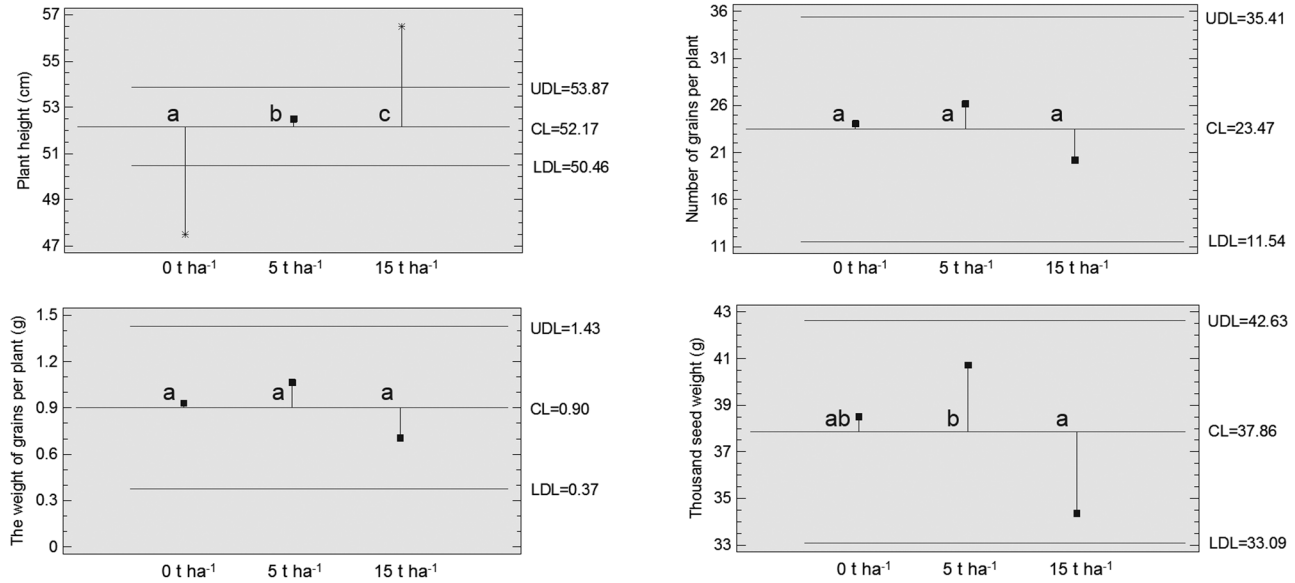 Plant height (cm)
57
55
53
51
49
47
a
b
c
UDL=53.87
CL=52.17
LDL=50.46
0 t ha-1
5 t ha-1
15 t ha-1
Number of grains per plant
36
31
26
21
16
11
a
a
a
UDL=35.41
CL=23.47
LDL=11.54
0 t ha-1
5 t ha-1
15 t ha-1
The weight of grains per plant (g)
1.5
1.2
0.9
0.6
0.3
0
a
a
a
UDL=1.43
CL=0.90
LDL=0.37
0 t ha-1
5 t ha-1
15 t ha-1
Thousand seed weight (g)
43
41
39
37
35
33
ab
b
a
UDL=42.63
CL=37.86
LDL=33.09
0 t ha-1
5 t ha-1
15 t ha-1